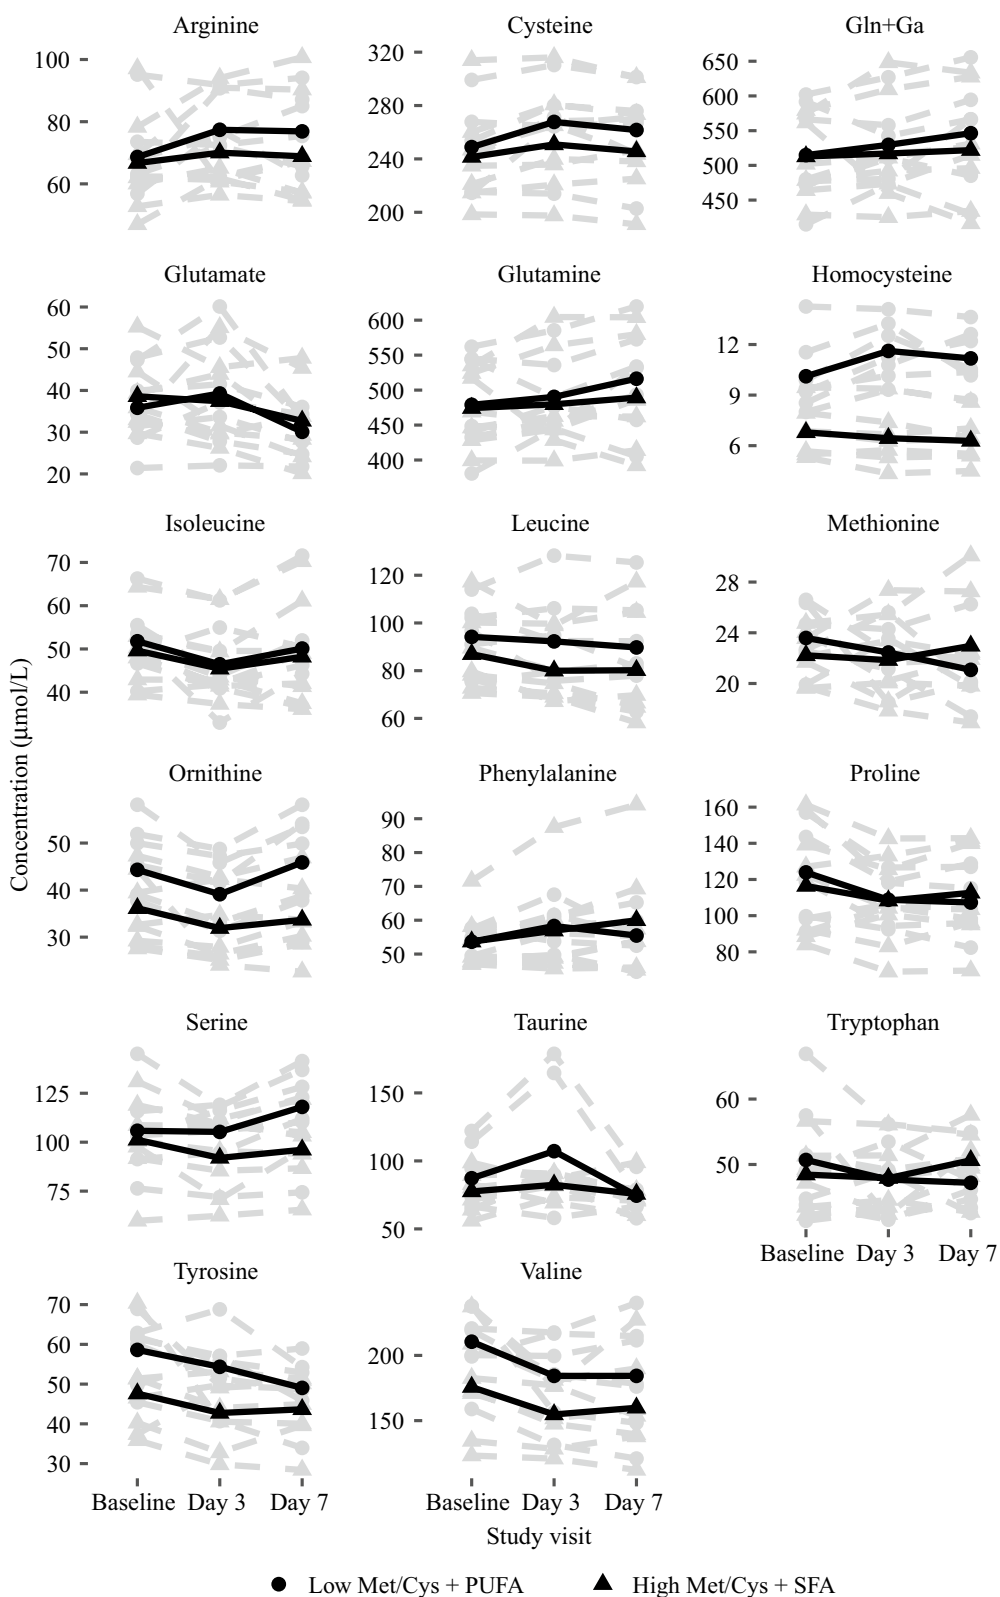 Arginine Cysteine Gln+Ga
100 80 60
320 280 240 200
650 600 550 500 450
Glutamate Glutamine Homocysteine
60 50 40 30 20
600 550 500 450 400
12 9 6
Isoleucine Leucine Methionine
70 60 50 40
120 100 80 60
28 24 20
Concentration (µmol/L)
Ornithine Phenylalanine Proline
50 40 30
90 80 70 60 50
160 140 120 100 80
Serine Taurine Tryptophan
125 100 75
150 100 50
60 50
Baseline Day 3 Day 7
Tyrosine Valine
70 60 50 40 30
200 150
Baseline Day 3 Day 7 Baseline Day 3 Day 7
Study visit
Low Met/Cys + PUFA High Met/Cys + SFA